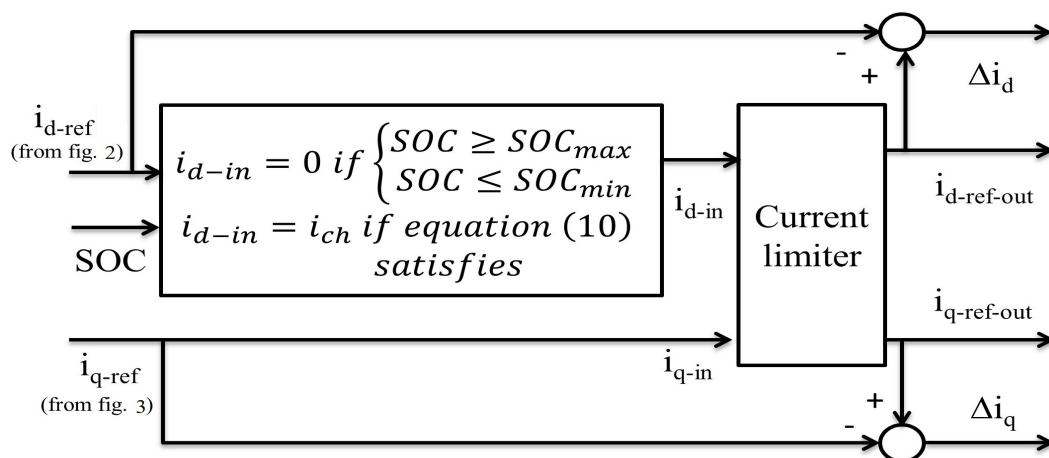 -
+
Δi_d
i_d-ref
(from fig. 2)
i_{d-in} = 0 if { SOC ≥ SOC_max
SOC ≤ SOC_min
i_{d-in} = i_ch if equation (10)
satisfies
i_d-in
Current
limiter
i_d-ref-out
SOC
i_q-ref-out
i_q-ref
(from fig. 3)
i_q-in
+
-
Δi_q